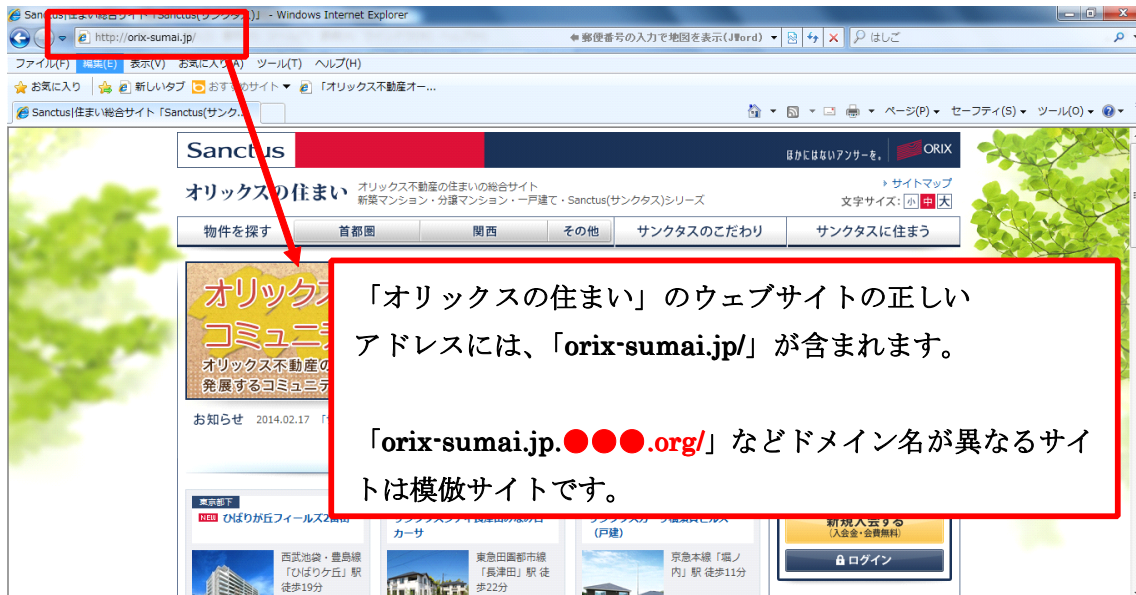 Sanctus|住まい総合サイト「Sanctus(サンクタス)」 - Windows Internet Explorer
http://orix-sumai.jp/
郵便番号の入力で地図を表示(JWord)
はしご
ファイル(F) 編集(E) 表示(V) お気に入り(A) ツール(T) ヘルプ(H)
お気に入り 新しいタブ おすすめサイト ▼ 「オリックス不動産オー...
Sanctus|住まい総合サイト「Sanctus(サンク...
ページ(P) セーフティ(S) ツール(O)
Sanctus
ほかにはないアンサーを。 ORIX
オリックスの住まい
オリックス不動産の住まいの総合サイト
新築マンション・分譲マンション・一戸建て・Sanctus(サンクタス)シリーズ
サイトマップ
文字サイズ: 小 中 大
物件を探す 首都圏 関西 その他 サンクタスのこだわり サンクタスに住まう
オリック
コミュニ
オリックス不動産の
発展するコミュニテ
「オリックスの住まい」のウェブサイトの正しい
アドレスには、「orix-sumai.jp/」が含まれます。
「orix-sumai.jp.●●●.org/」などドメイン名が異なるサイ
トは模倣サイトです。
お知らせ 2014.02.17
東京都下
NEW ひばりが丘フィールズ2番街
西武池袋・豊島線
「ひばりケ丘」駅
徒歩19分
カーサ
東急田園都市線
「長津田」駅 徒
歩22分
(戸建)
京急本線「堀ノ
内」駅 徒歩11分
新規入会する
(入会金・会費無料)
ログイン